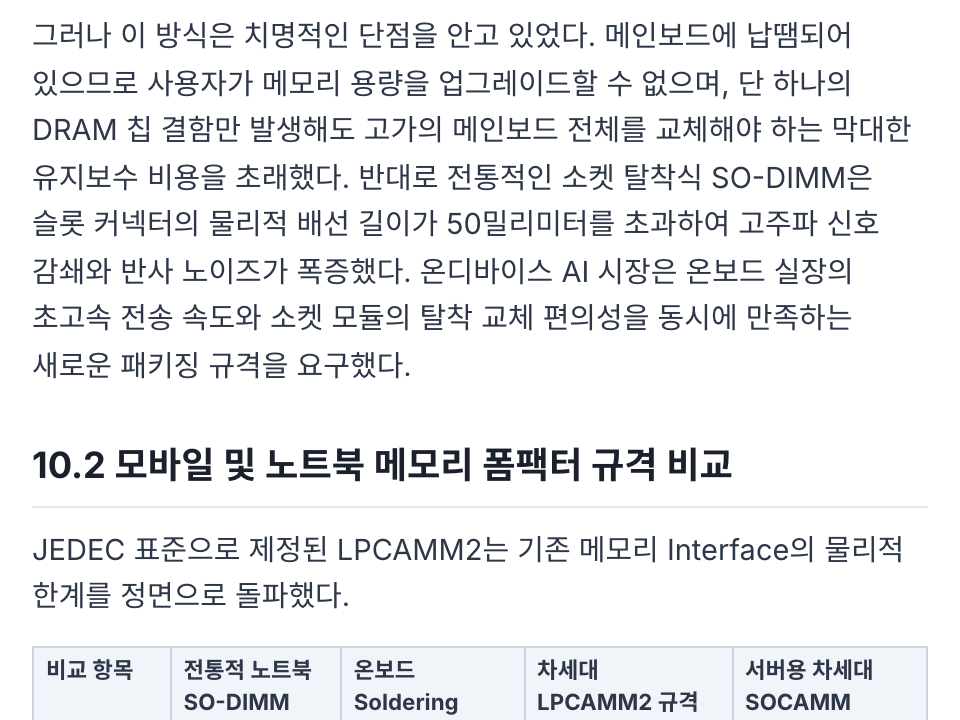 그러나 이 방식은 치명적인 단점을 안고 있었다. 메인보드에 납땜되어
있으므로 사용자가 메모리 용량을 업그레이드할 수 없으며, 단 하나의
DRAM 칩 결함만 발생해도 고가의 메인보드 전체를 교체해야 하는 막대한
유지보수 비용을 초래했다. 반대로 전통적인 소켓 탈착식 SO-DIMM은
슬롯 커넥터의 물리적 배선 길이가 50밀리미터를 초과하여 고주파 신호
감쇄와 반사 노이즈가 폭증했다. 온디바이스 AI 시장은 온보드 실장의
초고속 전송 속도와 소켓 모듈의 탈착 교체 편의성을 동시에 만족하는
새로운 패키징 규격을 요구했다.
10.2 모바일 및 노트북 메모리 폼팩터 규격 비교
JEDEC 표준으로 제정된 LPCAMM2는 기존 메모리 Interface의 물리적
한계를 정면으로 돌파했다.
비교 항목 전통적 노트북 온보드 차세대 서버용 차세대
SO-DIMM Soldering LPCAMM2 규격 SOCAMM